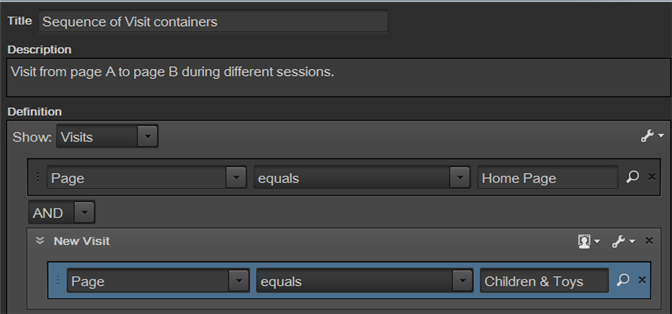 Title Sequence of Visit containers
Description
Visit from page A to page B during different sessions.
Definition
Show: Visits
Page equals Home Page
AND
New Visit
Page equals Children & Toys